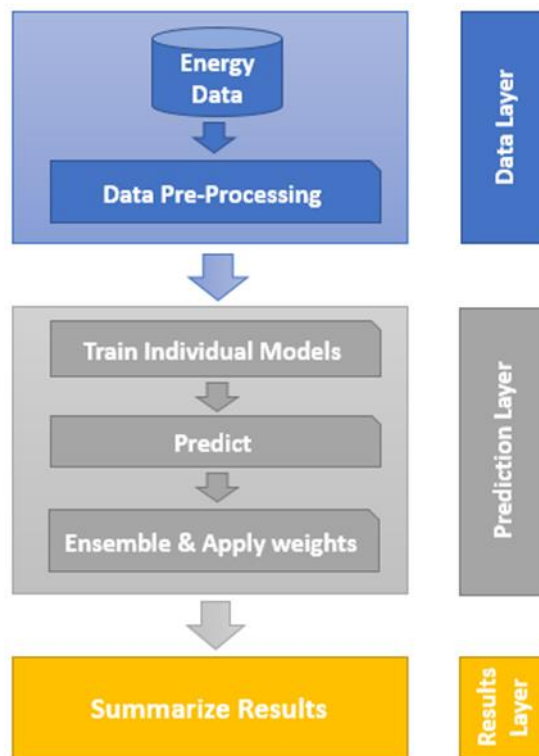 Energy
Data
Data Pre-Processing
Data Layer
Train Individual Models
Predict
Ensemble & Apply weights
Prediction Layer
Summarize Results
Results
Layer